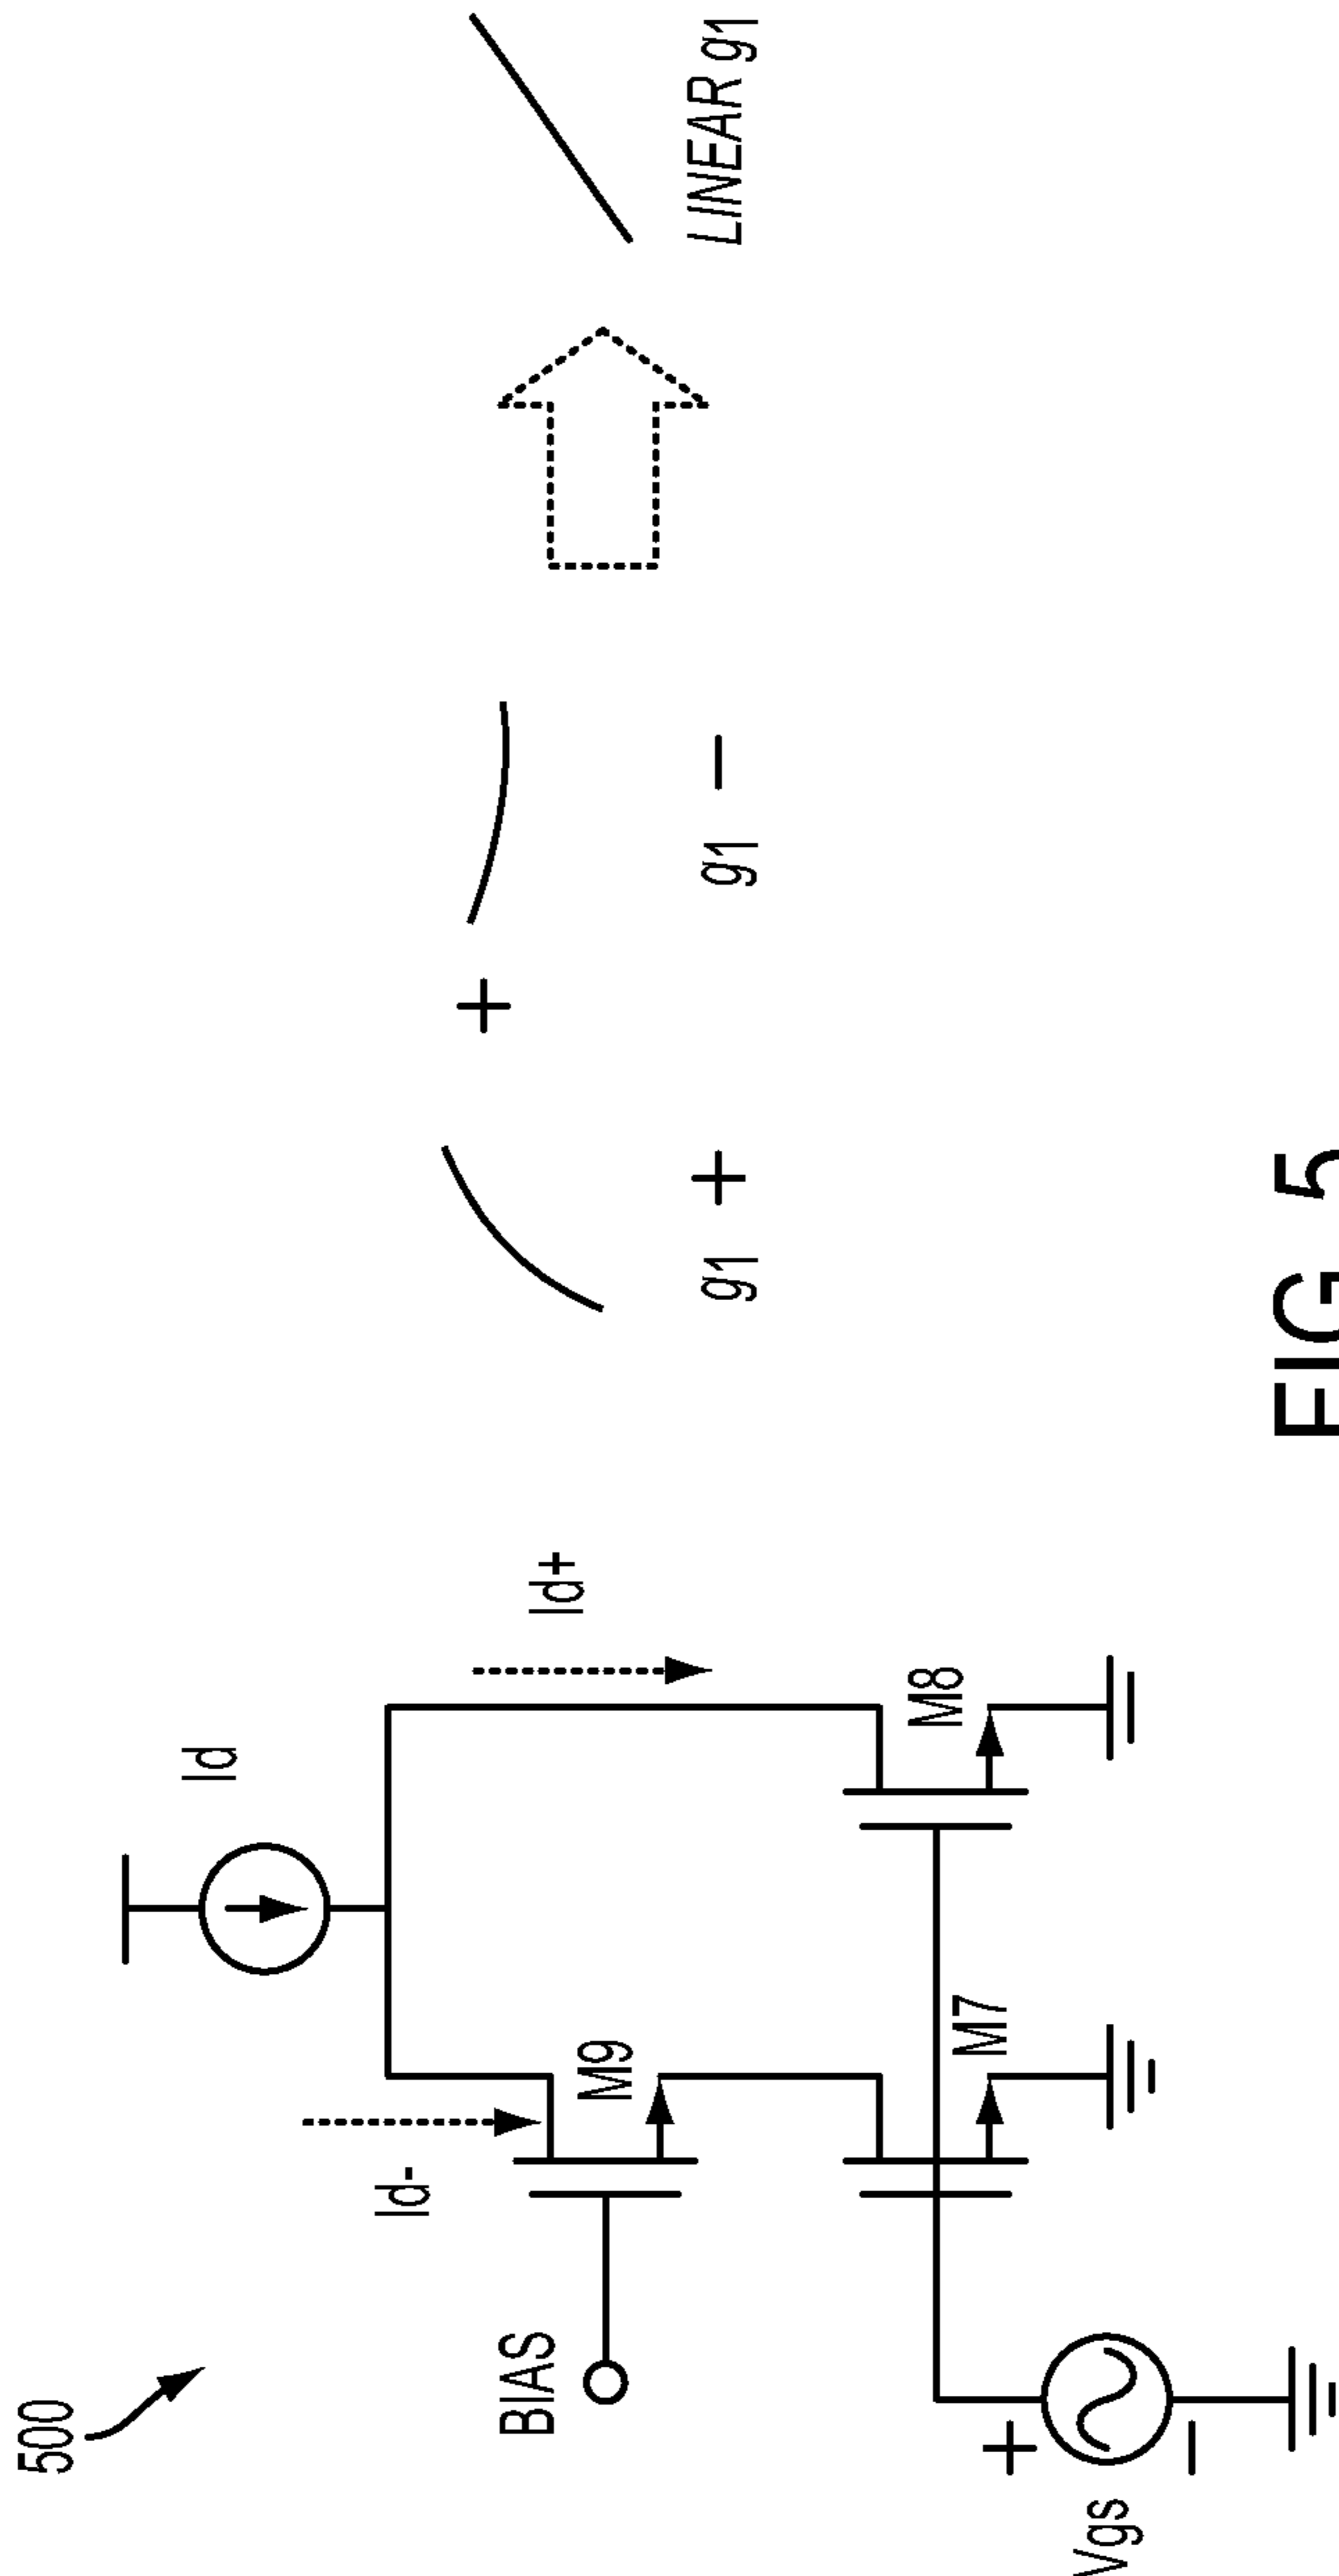 500
Id
Id-
Id+
BIAS
M9
M7
M8
Vgs
+
−
+
g1 +
g1 −
LINEAR g1
FIG. 5